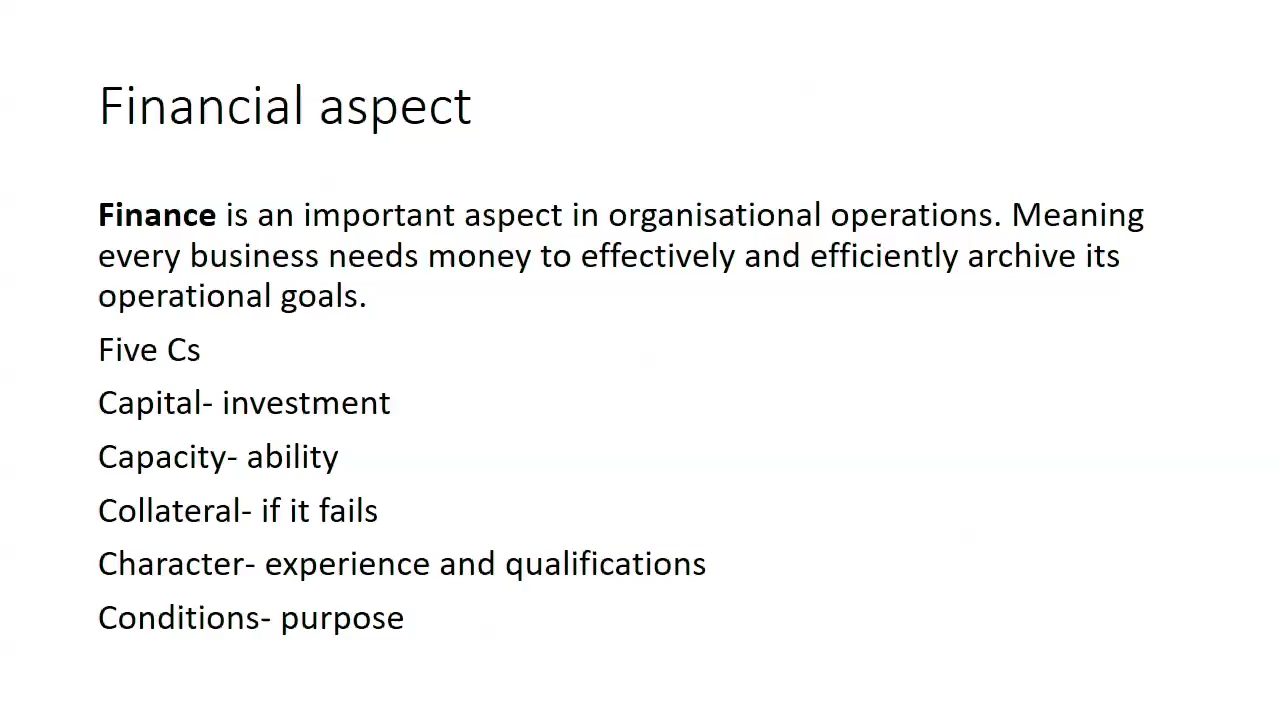 Financial aspect
Finance is an important aspect in organisational operations. Meaning
every business needs money to effectively and efficiently archive its
operational goals.
Five Cs
Capital- investment
Capacity- ability
Collateral- if it fails
Character- experience and qualifications
Conditions- purpose